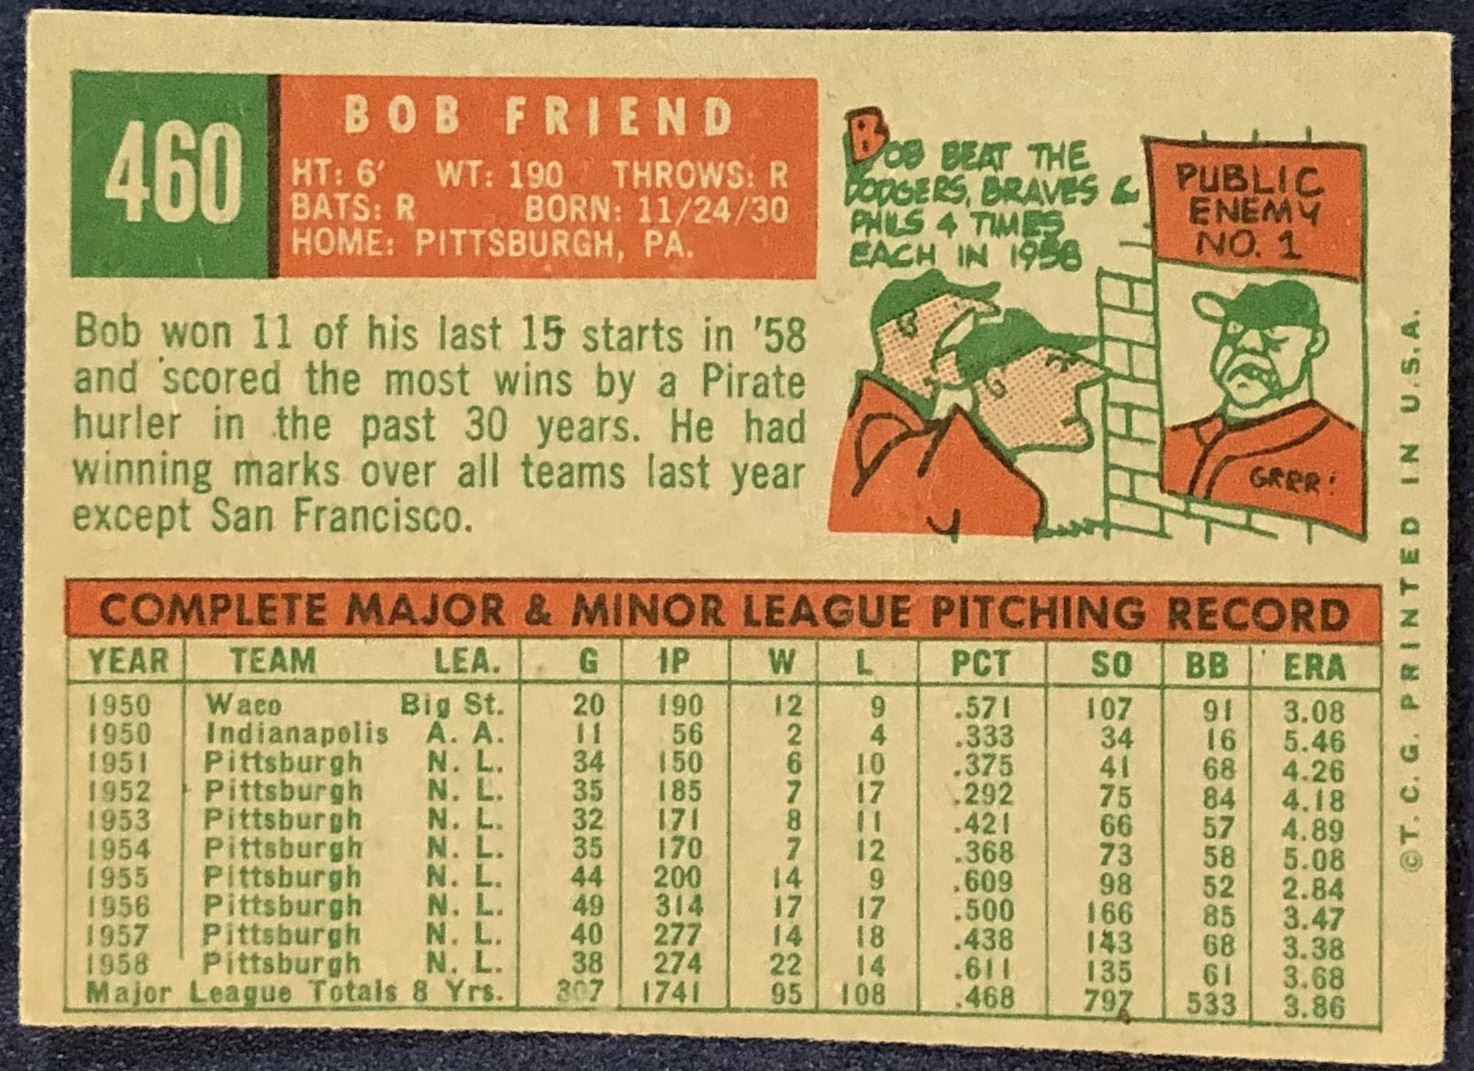 460
BOB FRIEND
HT: 6' WT: 190 THROWS: R
BATS: R BORN: 11/24/30
HOME: PITTSBURGH, PA.
BOB BEAT THE
DODGERS, BRAVES &
PHILS 4 TIMES
EACH IN 1958
PUBLIC
ENEMY
NO. 1
GRRR!
Bob won 11 of his last 15 starts in '58
and scored the most wins by a Pirate
hurler in the past 30 years. He had
winning marks over all teams last year
except San Francisco.
COMPLETE MAJOR & MINOR LEAGUE PITCHING RECORD
YEAR TEAM LEA. G IP W L PCT SO BB ERA
1950 Waco Big St. 20 190 12 9 .571 107 91 3.08
1950 Indianapolis A. A. 11 56 2 4 .333 34 16 5.46
1951 Pittsburgh N. L. 34 150 6 10 .375 41 68 4.26
1952 Pittsburgh N. L. 35 185 7 17 .292 75 84 4.18
1953 Pittsburgh N. L. 32 171 8 11 .421 66 57 4.89
1954 Pittsburgh N. L. 35 170 7 12 .368 73 58 5.08
1955 Pittsburgh N. L. 44 200 14 9 .609 98 52 2.84
1956 Pittsburgh N. L. 49 314 17 17 .500 166 85 3.47
1957 Pittsburgh N. L. 40 277 14 18 .438 143 68 3.38
1958 Pittsburgh N. L. 38 274 22 14 .611 135 61 3.68
Major League Totals 8 Yrs. 307 1741 95 108 .468 797 533 3.86
©T.C.G. PRINTED IN U.S.A.